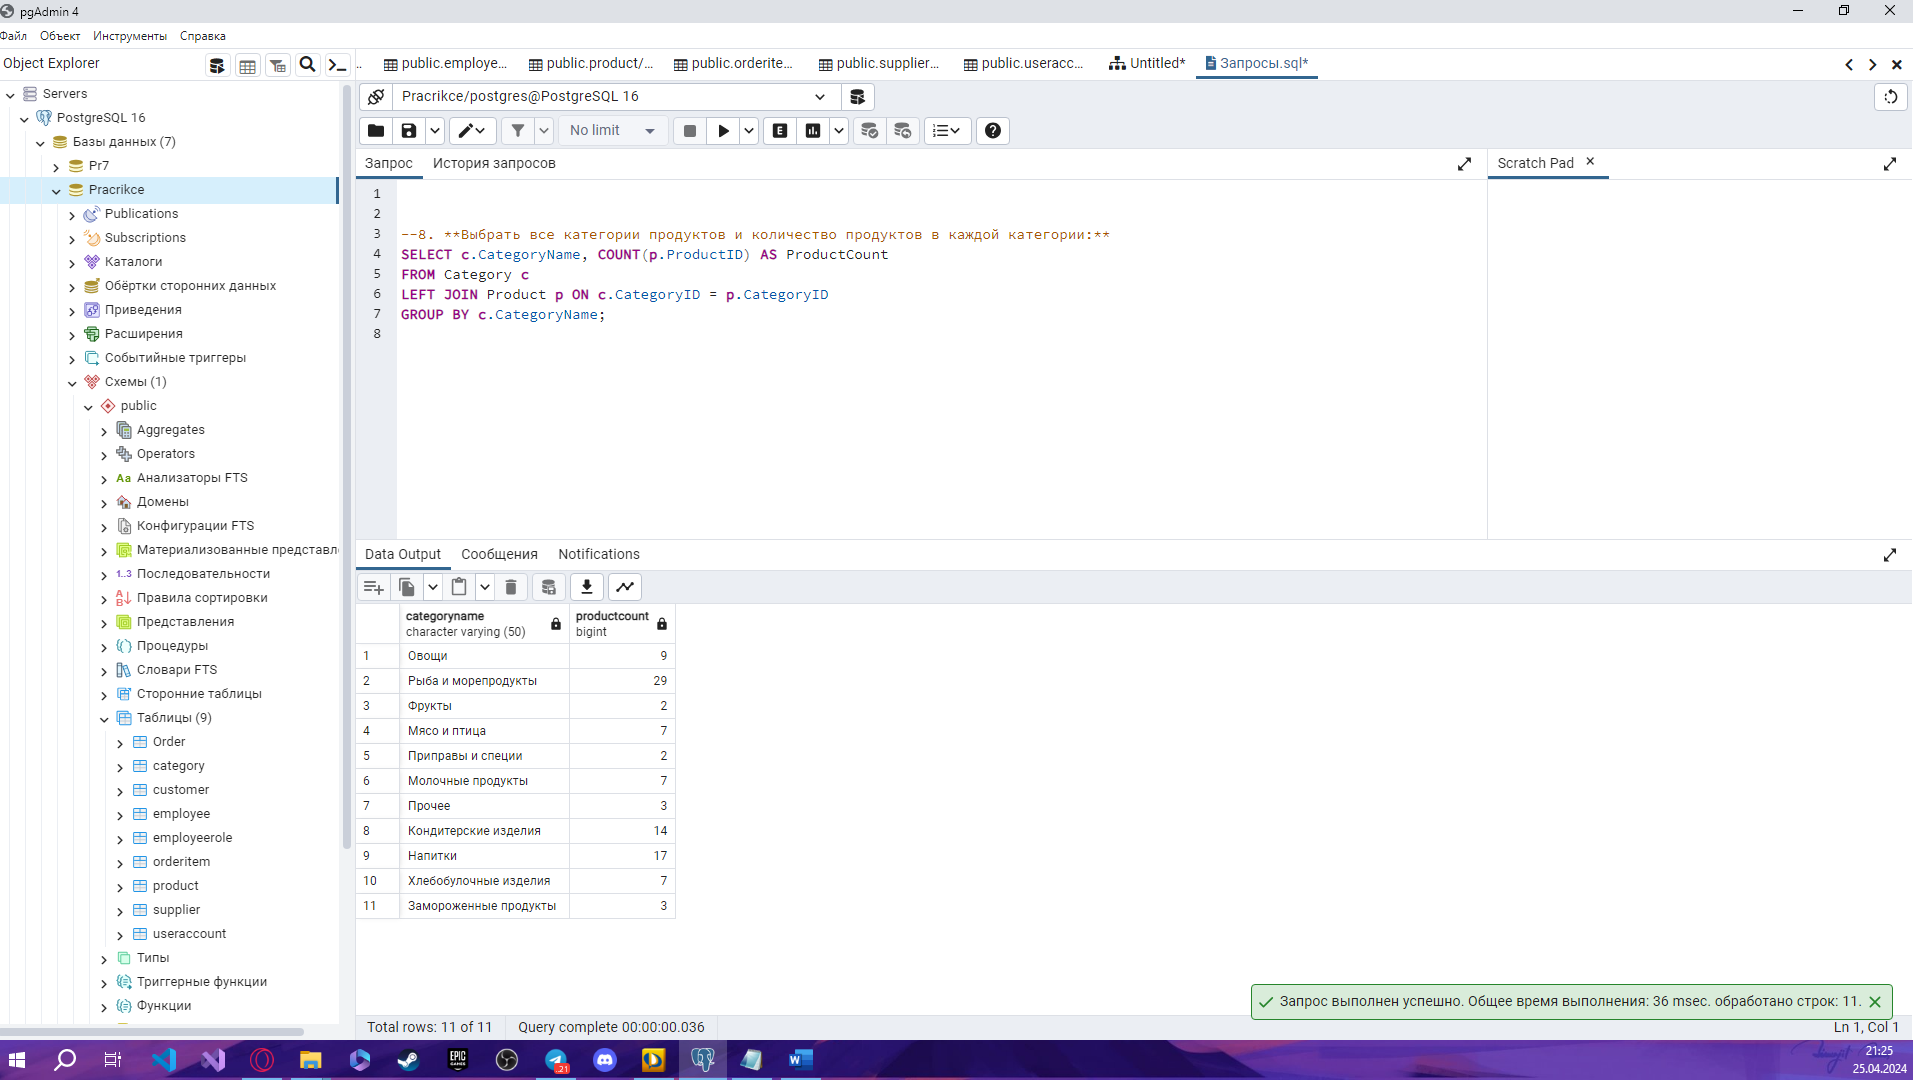 pgAdmin 4
Файл Объект Инструменты Справка
Object Explorer
Servers
PostgreSQL 16
Базы данных (7)
Pr7
Pracrikce
Publications
Subscriptions
Каталоги
Обёртки сторонних данных
Приведения
Расширения
Событийные триггеры
Схемы (1)
public
Aggregates
Operators
Aa Анализаторы FTS
Домены
Конфигурации FTS
Материализованные представл
1..3 Последовательности
Правила сортировки
Представления
Процедуры
Словари FTS
Сторонние таблицы
Таблицы (9)
Order
category
customer
employee
employeerole
orderitem
product
supplier
useraccount
Типы
Триггерные функции
Функции
public.employe... public.product/... public.orderite... public.supplier... public.useracc... Untitled* Запросы.sql*
Pracrikce/postgres@PostgreSQL 16
No limit
E
Запрос История запросов
Scratch Pad
1
2
3 --8. **Выбрать все категории продуктов и количество продуктов в каждой категории:**
4 SELECT c.CategoryName, COUNT(p.ProductID) AS ProductCount
5 FROM Category c
6 LEFT JOIN Product p ON c.CategoryID = p.CategoryID
7 GROUP BY c.CategoryName;
8
Data Output Сообщения Notifications
categoryname productcount
character varying (50) bigint
1 Овощи 9
2 Рыба и морепродукты 29
3 Фрукты 2
4 Мясо и птица 7
5 Приправы и специи 2
6 Молочные продукты 7
7 Прочее 3
8 Кондитерские изделия 14
9 Напитки 17
10 Хлебобулочные изделия 7
11 Замороженные продукты 3
Запрос выполнен успешно. Общее время выполнения: 36 msec. обработано строк: 11.
Total rows: 11 of 11 Query complete 00:00:00.036
Ln 1, Col 1
EPIC
GAMES
21
W
21:25
25.04.2024